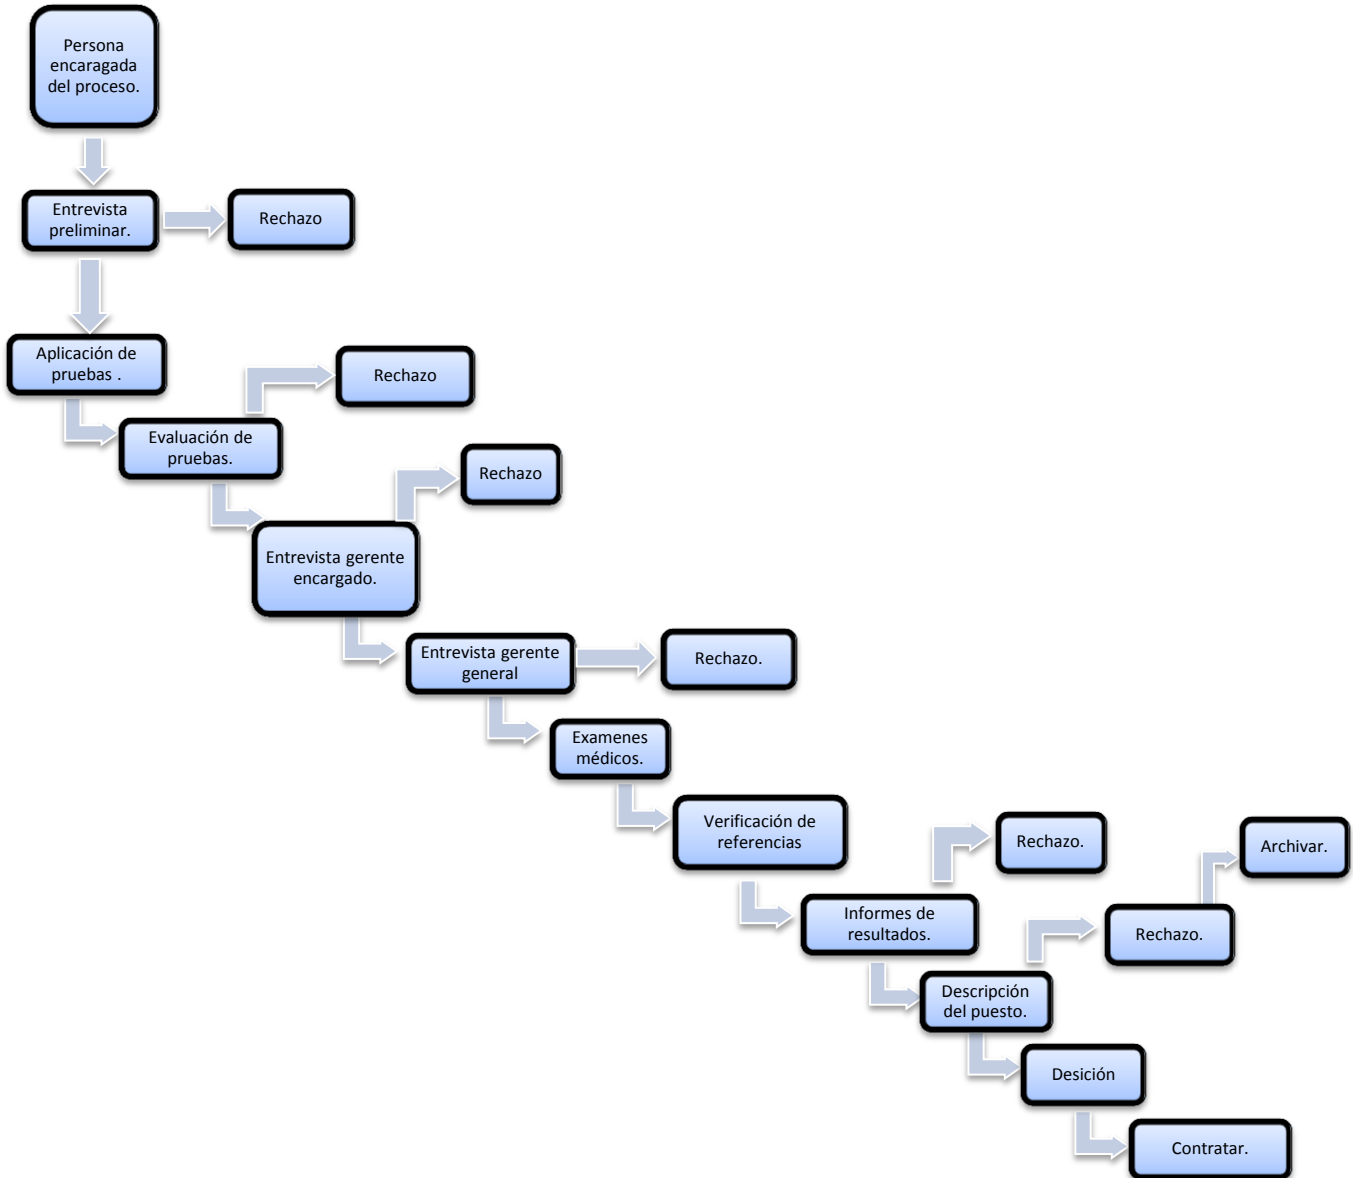 Persona
encaragada
del proceso.
Entrevista
preliminar.
Rechazo
Aplicación de
pruebas .
Rechazo
Evaluación de
pruebas.
Rechazo
Entrevista gerente
encargado.
Entrevista gerente
general
Rechazo.
Examenes
médicos.
Verificación de
referencias
Rechazo.
Archivar.
Informes de
resultados.
Rechazo.
Descripción
del puesto.
Desición
Contratar.